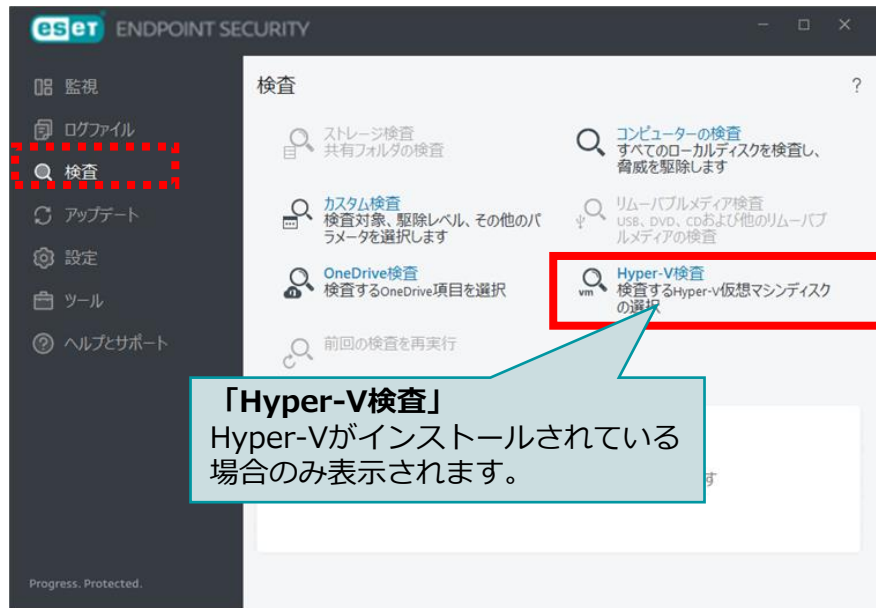 eset ENDPOINT SECURITY
監視
ログファイル
検査
アップデート
設定
ツール
ヘルプとサポート
Progress. Protected.
検査
?
ストレージ検査
共有フォルダの検査
コンピューターの検査
すべてのローカルディスクを検査し、
脅威を駆除します
カスタム検査
検査対象、駆除レベル、その他のパ
ラメータを選択します
リムーバブルメディア検査
USB、DVD、CDおよび他のリムーバブ
ルメディアの検査
OneDrive検査
検査するOneDrive項目を選択
vm
Hyper-V検査
検査するHyper-V仮想マシンディスク
の選択
前回の検査を再実行
「Hyper-V検査」
Hyper-Vがインストールされている
場合のみ表示されます。
す